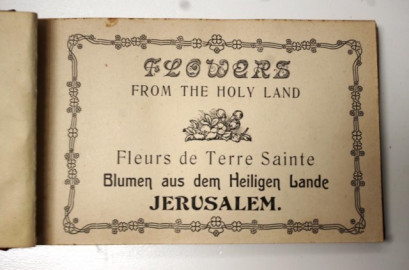 FLOWERS
FROM THE HOLY LAND
Fleurs de Terre Sainte
Blumen aus dem Heiligen Lande
JERUSALEM.